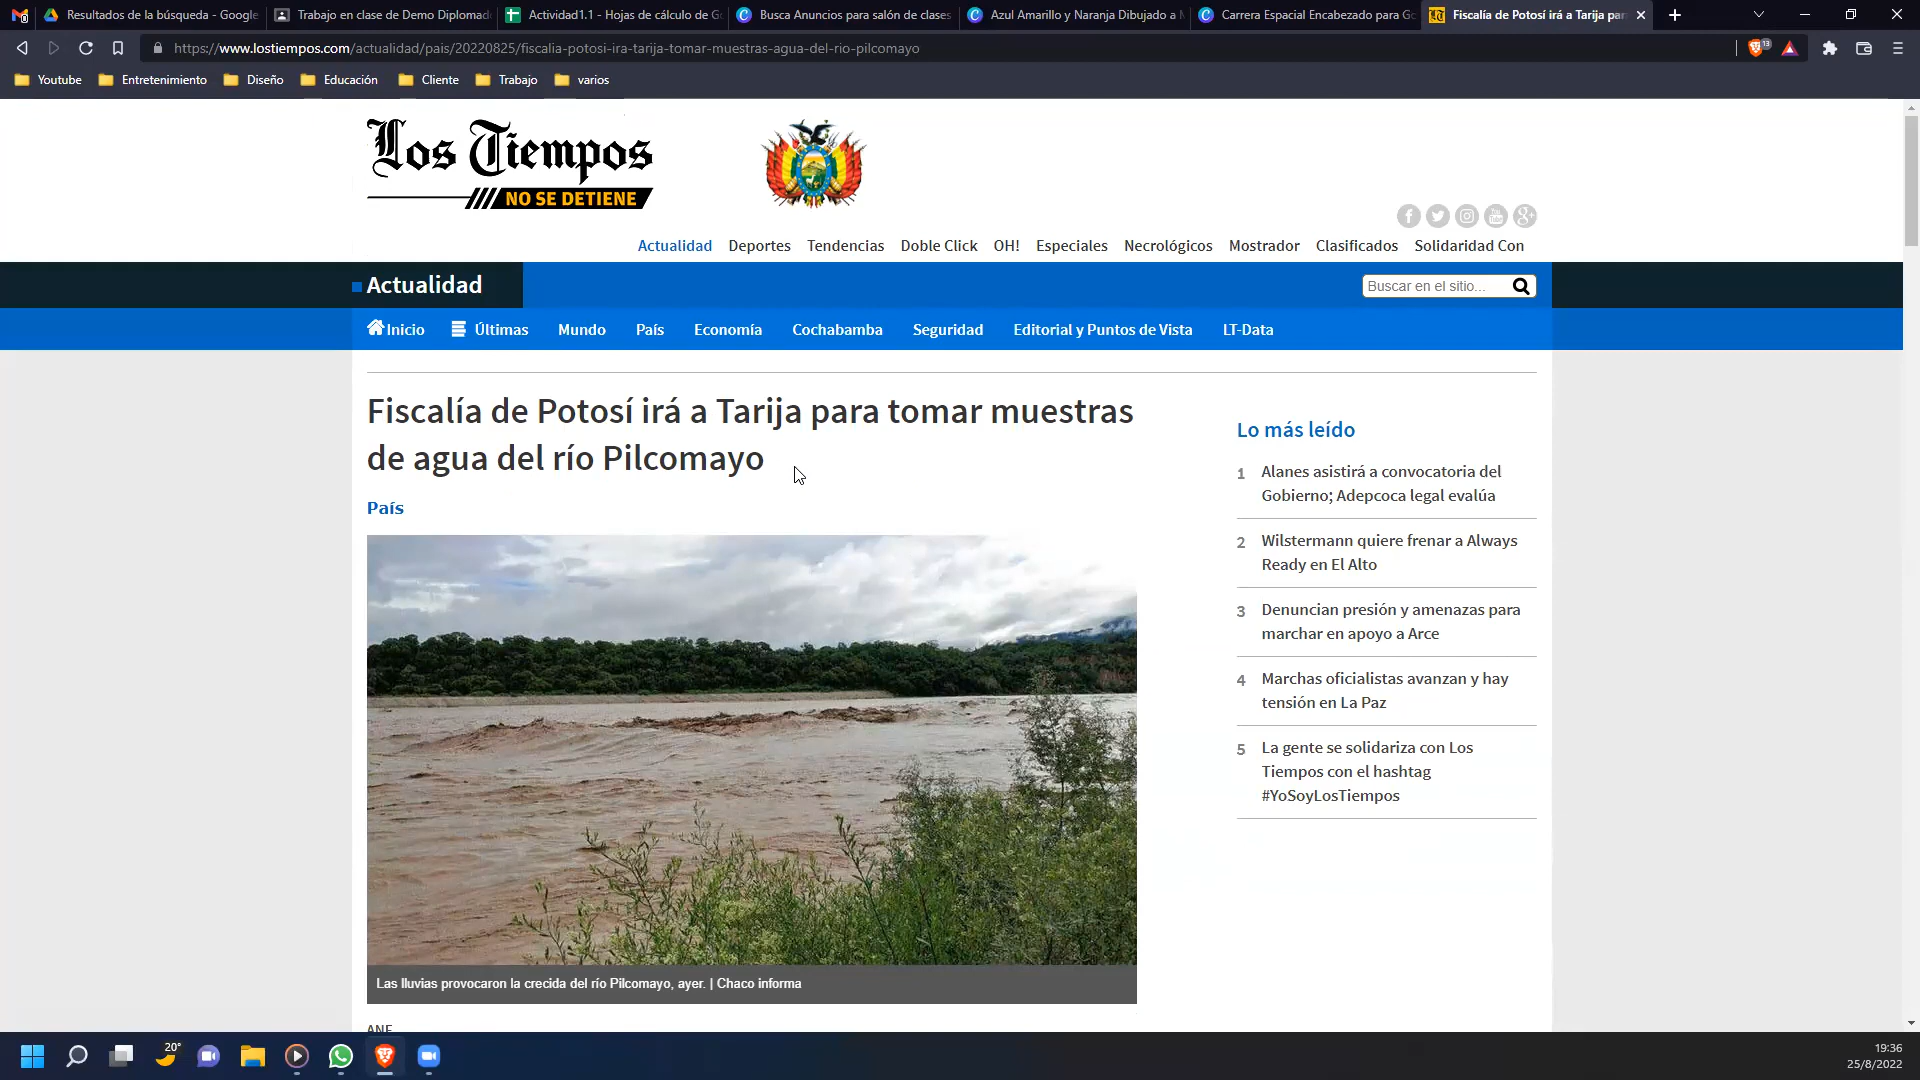 Resultados de la búsqueda - Google
Trabajo en clase de Demo Diplomad
Actividad1.1 - Hojas de cálculo de Go
Busca Anuncios para salón de clases
Azul Amarillo y Naranja Dibujado a M
Carrera Espacial Encabezado para Go
Fiscalía de Potosí irá a Tarija par
https://www.lostiempos.com/actualidad/pais/20220825/fiscalia-potosi-ira-tarija-tomar-muestras-agua-del-rio-pilcomayo
13
Youtube Entretenimiento Diseño Educación Cliente Trabajo varios
Los Tiempos
NO SE DETIENE
Actualidad Deportes Tendencias Doble Click OH! Especiales Necrológicos Mostrador Clasificados Solidaridad Con
Actualidad
Buscar en el sitio...
Inicio Últimas Mundo País Economía Cochabamba Seguridad Editorial y Puntos de Vista LT-Data
Fiscalía de Potosí irá a Tarija para tomar muestras
de agua del río Pilcomayo
País
Las lluvias provocaron la crecida del río Pilcomayo, ayer. | Chaco informa
ANF
Lo más leído
1 Alanes asistirá a convocatoria del
Gobierno; Adepcoca legal evalúa
2 Wilstermann quiere frenar a Always
Ready en El Alto
3 Denuncian presión y amenazas para
marchar en apoyo a Arce
4 Marchas oficialistas avanzan y hay
tensión en La Paz
5 La gente se solidariza con Los
Tiempos con el hashtag
#YoSoyLosTiempos
20°
19:36
25/8/2022